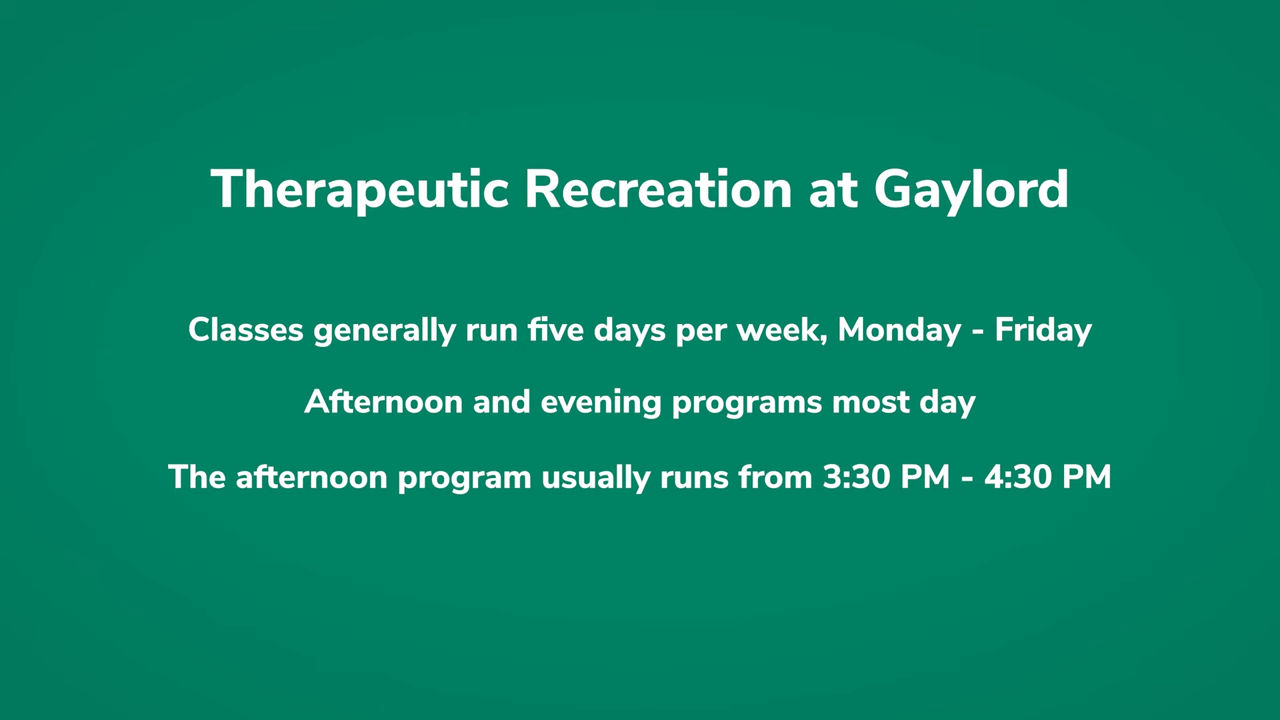 Therapeutic Recreation at Gaylord
Classes generally run five days per week, Monday - Friday
Afternoon and evening programs most day
The afternoon program usually runs from 3:30 PM - 4:30 PM